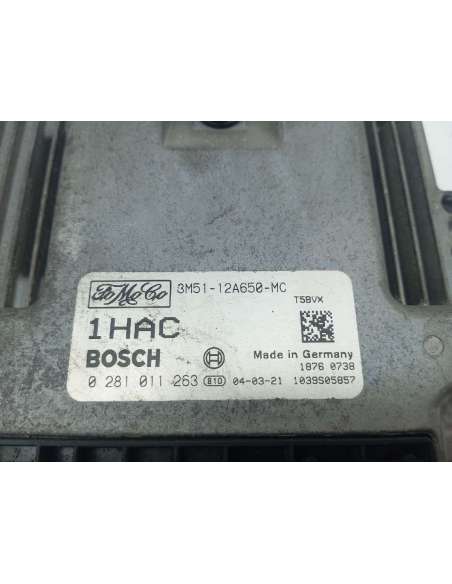 FoMoCo 3M51-12A650-MC
T5BVX
1HAC
BOSCH Made in Germany
1876 0738
0 281 011 263 810 04-03-21 1039S05857